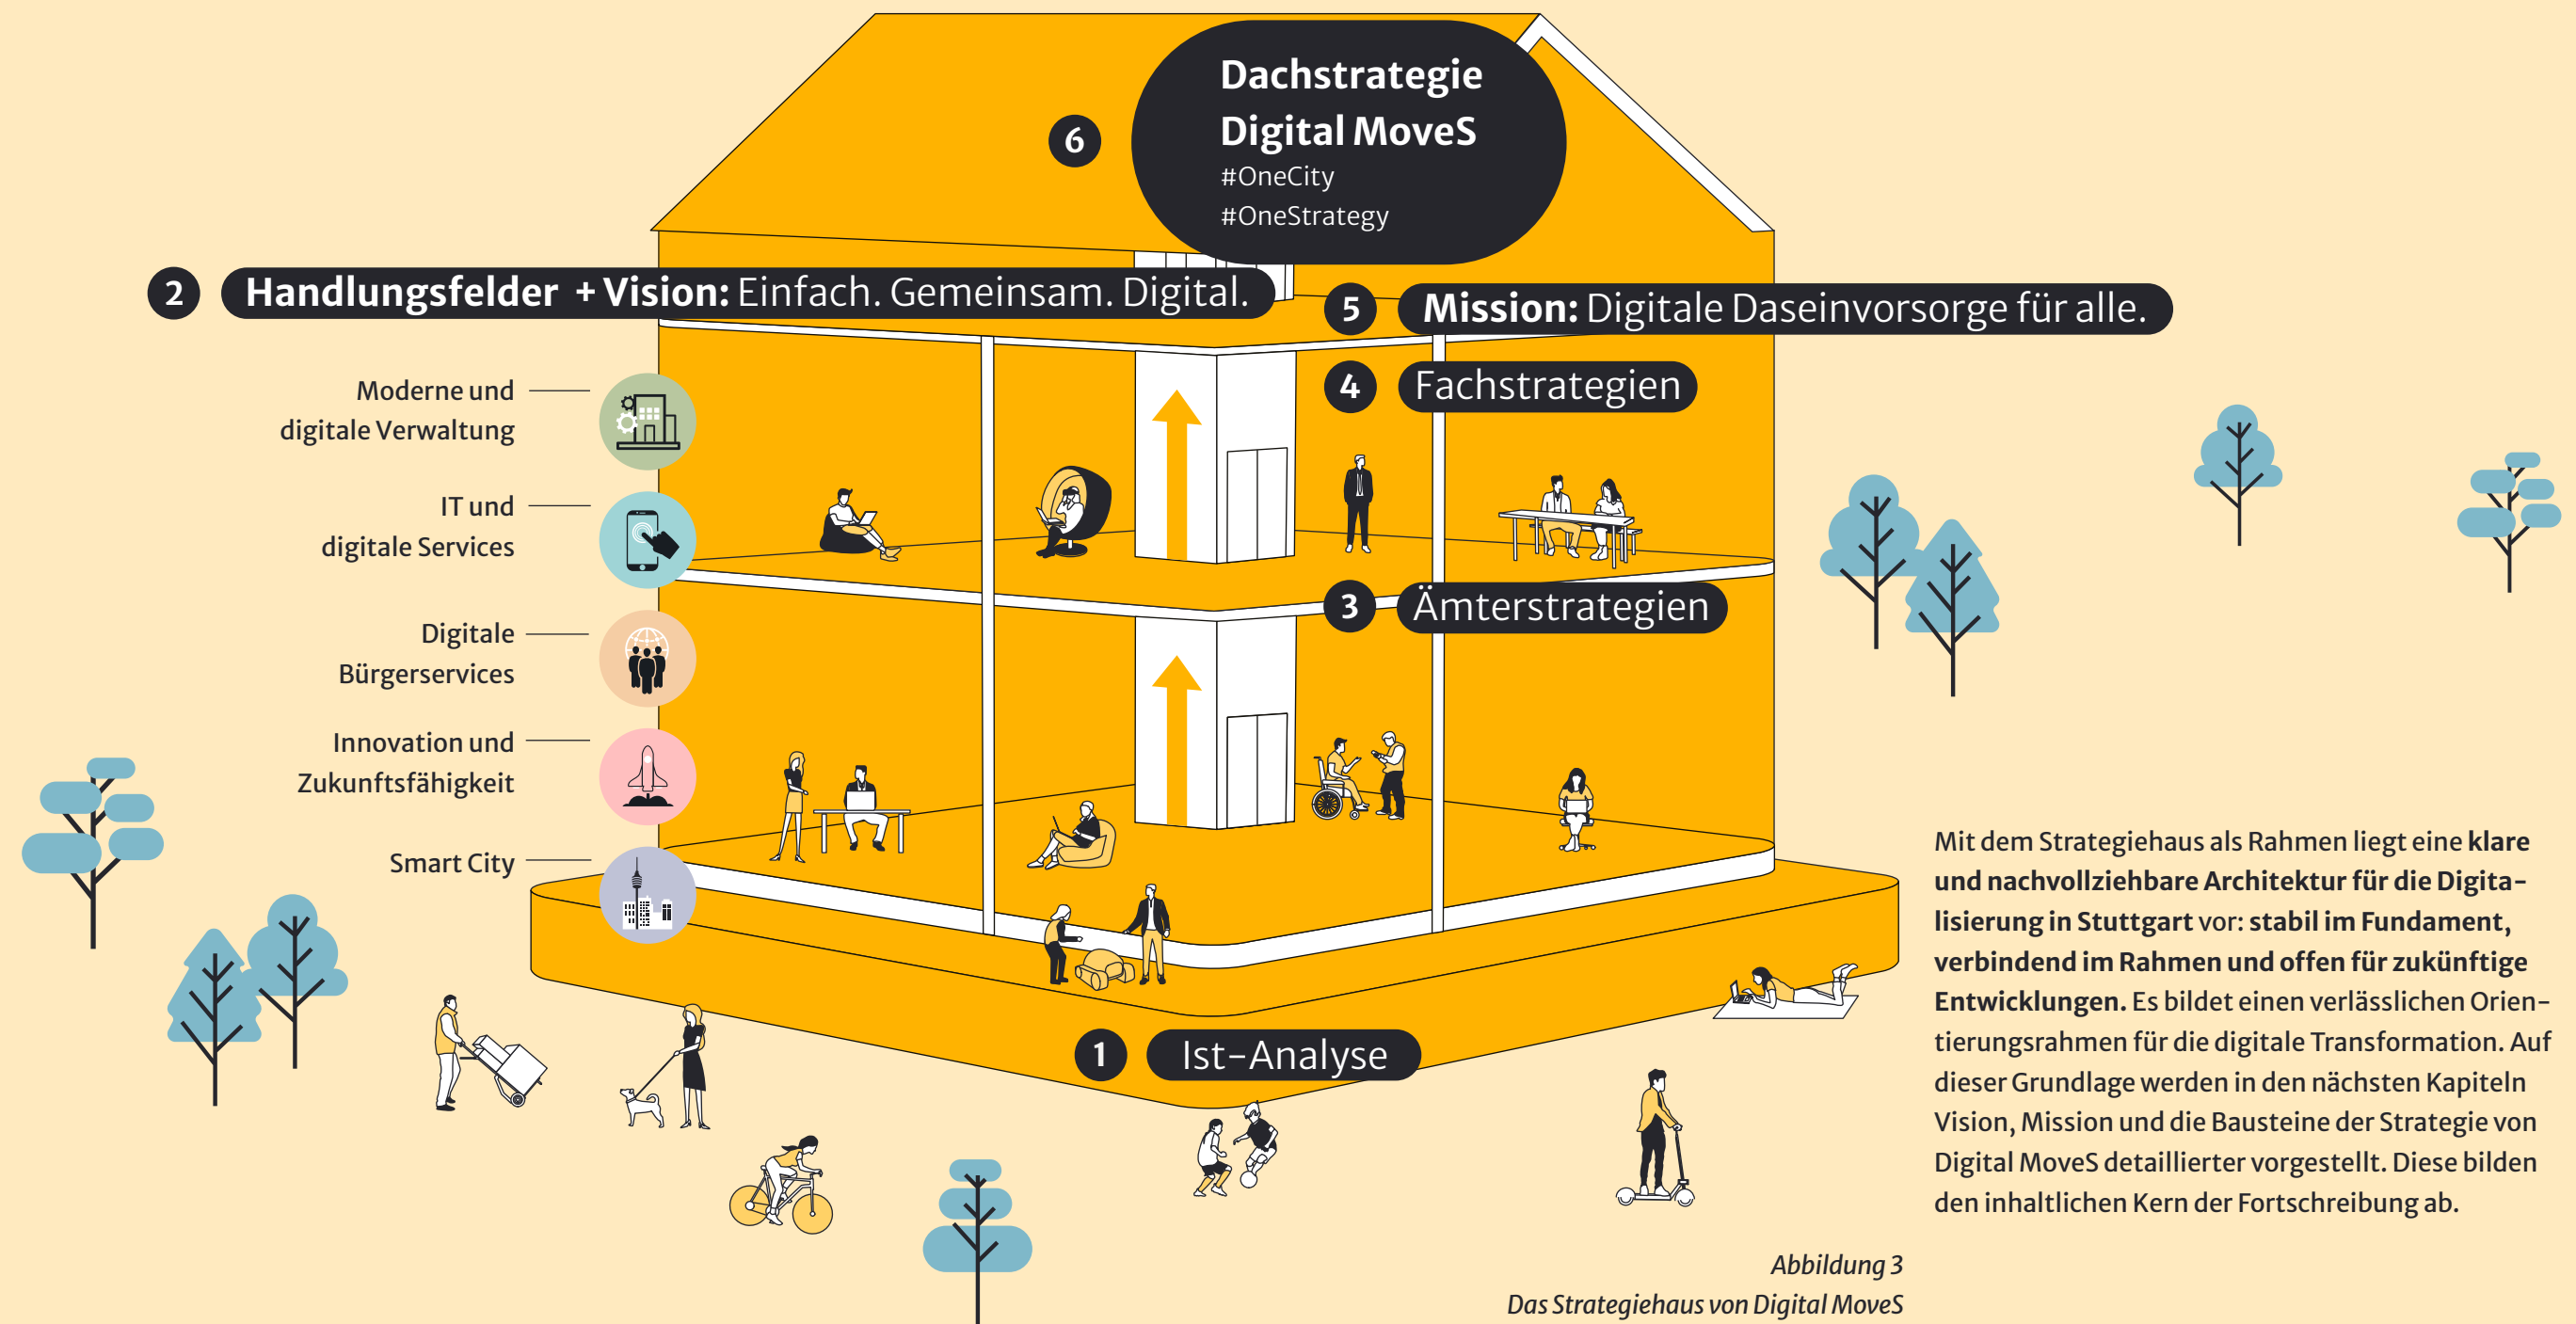 6
Dachstrategie
Digital MoveS
#OneCity
#OneStrategy
2 Handlungsfelder + Vision: Einfach. Gemeinsam. Digital.
5 Mission: Digitale Daseinvorsorge für alle.
4 Fachstrategien
Moderne und
digitale Verwaltung
IT und
digitale Services
3 Ämterstrategien
Digitale
Bürgerservices
Innovation und
Zukunftsfähigkeit
Smart City
1 Ist-Analyse
Mit dem Strategiehaus als Rahmen liegt eine klare
und nachvollziehbare Architektur für die Digita-
lisierung in Stuttgart vor: stabil im Fundament,
verbindend im Rahmen und offen für zukünftige
Entwicklungen. Es bildet einen verlässlichen Orien-
tierungsrahmen für die digitale Transformation. Auf
dieser Grundlage werden in den nächsten Kapiteln
Vision, Mission und die Bausteine der Strategie von
Digital MoveS detaillierter vorgestellt. Diese bilden
den inhaltlichen Kern der Fortschreibung ab.
Abbildung 3
Das Strategiehaus von Digital MoveS